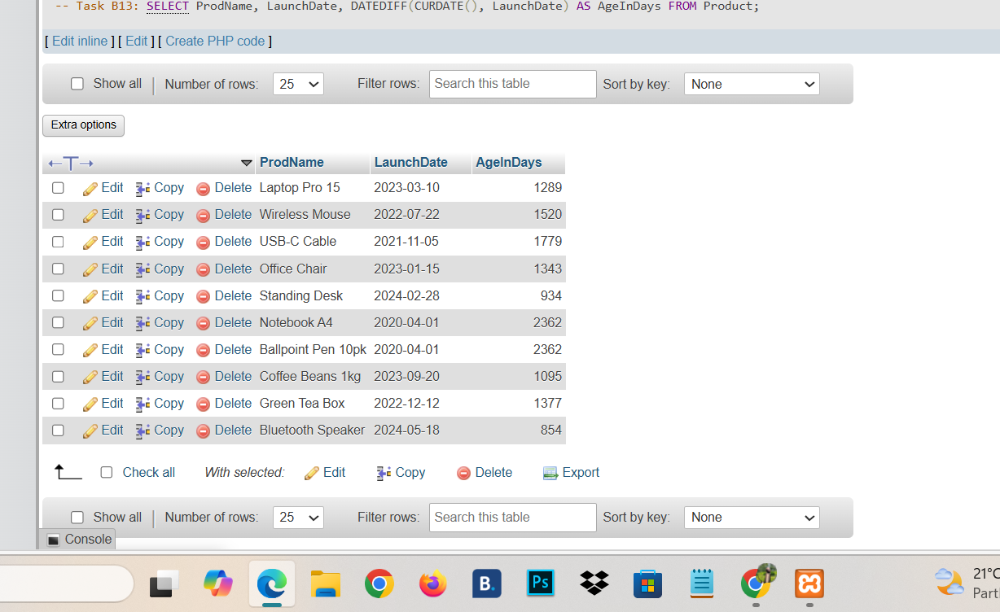 -- Task B13: SELECT ProdName, LaunchDate, DATEDIFF(CURDATE(), LaunchDate) AS AgeInDays FROM Product;
[ Edit inline ] [ Edit ] [ Create PHP code ]
Show all | Number of rows: 25 Filter rows: Search this table Sort by key: None
Extra options
ProdName LaunchDate AgeInDays
Edit Copy Delete Laptop Pro 15 2023-03-10 1289
Edit Copy Delete Wireless Mouse 2022-07-22 1520
Edit Copy Delete USB-C Cable 2021-11-05 1779
Edit Copy Delete Office Chair 2023-01-15 1343
Edit Copy Delete Standing Desk 2024-02-28 934
Edit Copy Delete Notebook A4 2020-04-01 2362
Edit Copy Delete Ballpoint Pen 10pk 2020-04-01 2362
Edit Copy Delete Coffee Beans 1kg 2023-09-20 1095
Edit Copy Delete Green Tea Box 2022-12-12 1377
Edit Copy Delete Bluetooth Speaker 2024-05-18 854
Check all With selected: Edit Copy Delete Export
Show all | Number of rows: 25 Filter rows: Search this table Sort by key: None
Console
B. Ps 21°C
Parti